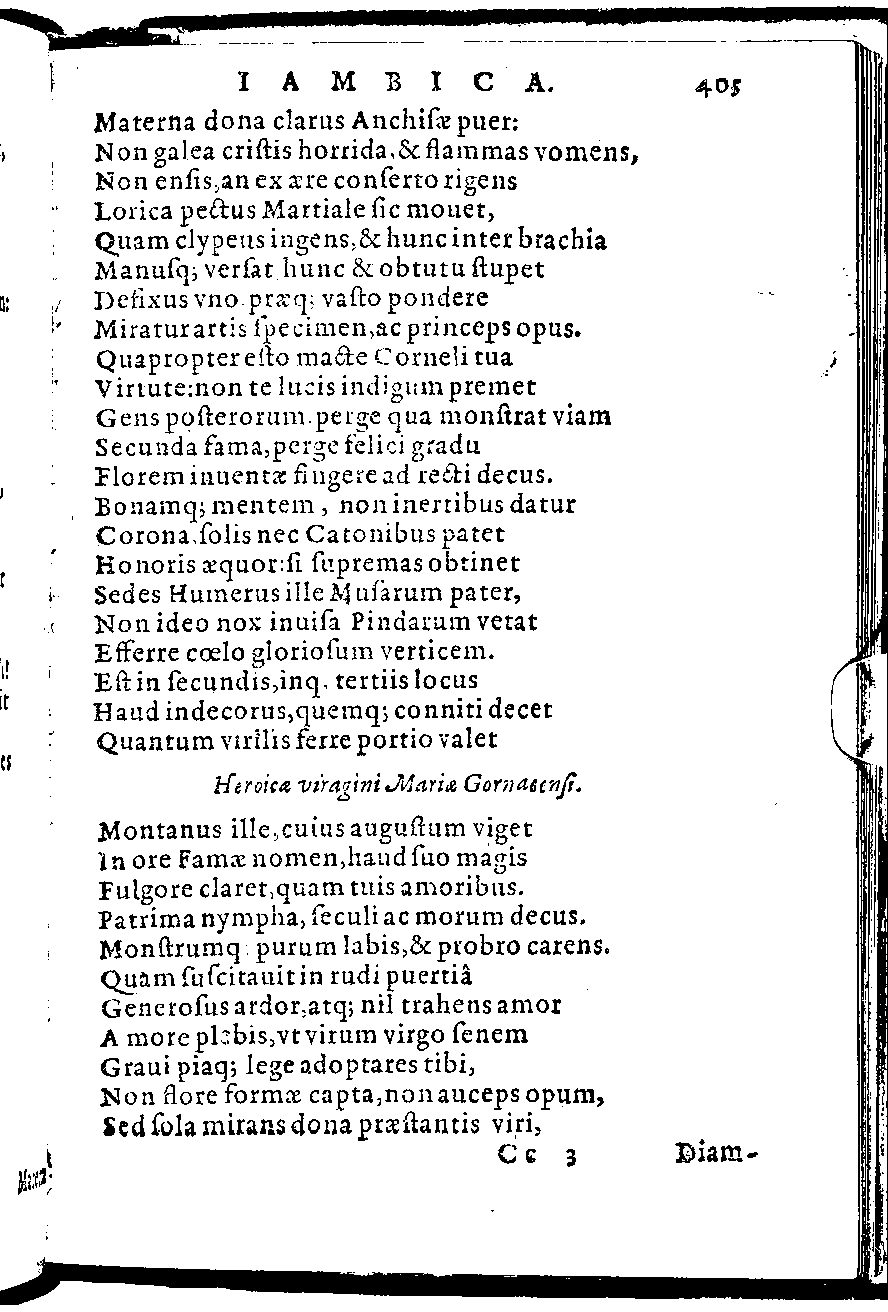 I A M B I C A. 405
Materna dona clarus Anchiſæ puer:
Non galea criſtis horrida, & flammas vomens,
Non enſis, an ex ære conſerto rigens
Lorica pectus Martiale ſic mouet,
Quam clypeus ingens, & hunc inter brachia
Manuſq; verſat hunc & obtutu ſtupet
Defixus vno præq; vaſto pondere
Miratur artis ſpecimen, ac princeps opus.
Quapropter eſto macte Corneli tua
Virtute: non te lucis indigum premet
Gens poſterorum. perge qua monſtrat viam
Secunda fama, perge felici gradu
Florem inuentæ fingere ad recti decus.
Bonamq; mentem, non inertibus datur
Corona, ſolis nec Catonibus patet
Honoris æquor: ſi ſupremas obtinet
Sedes Humerus ille Muſarum pater,
Non ideo nox inuiſa Pindarum vetat
Efferre cœlo glorioſum verticem.
Eſt in ſecundis, inq. tertiis locus
Haud indecorus, quemq; conniti decet
Quantum virilis ferre portio valet
Heroicæ viragini Mariæ Gornaenſi.
Montanus ille, cuius auguſtum viget
In ore Famæ nomen, haud ſuo magis
Fulgore claret, quam tuis amoribus.
Patrima nympha, ſeculi ac morum decus.
Monſtrumq purum labis, & probro carens.
Quam ſuſcitauit in rudi puertiâ
Generoſus ardor, atq; nil trahens amor
A more plebis, vt virum virgo ſenem
Graui piaq; lege adoptares tibi,
Non flore formæ capta, non auceps opum,
Sed ſola mirans dona præſtantis viri,
Cc 3 Diam-